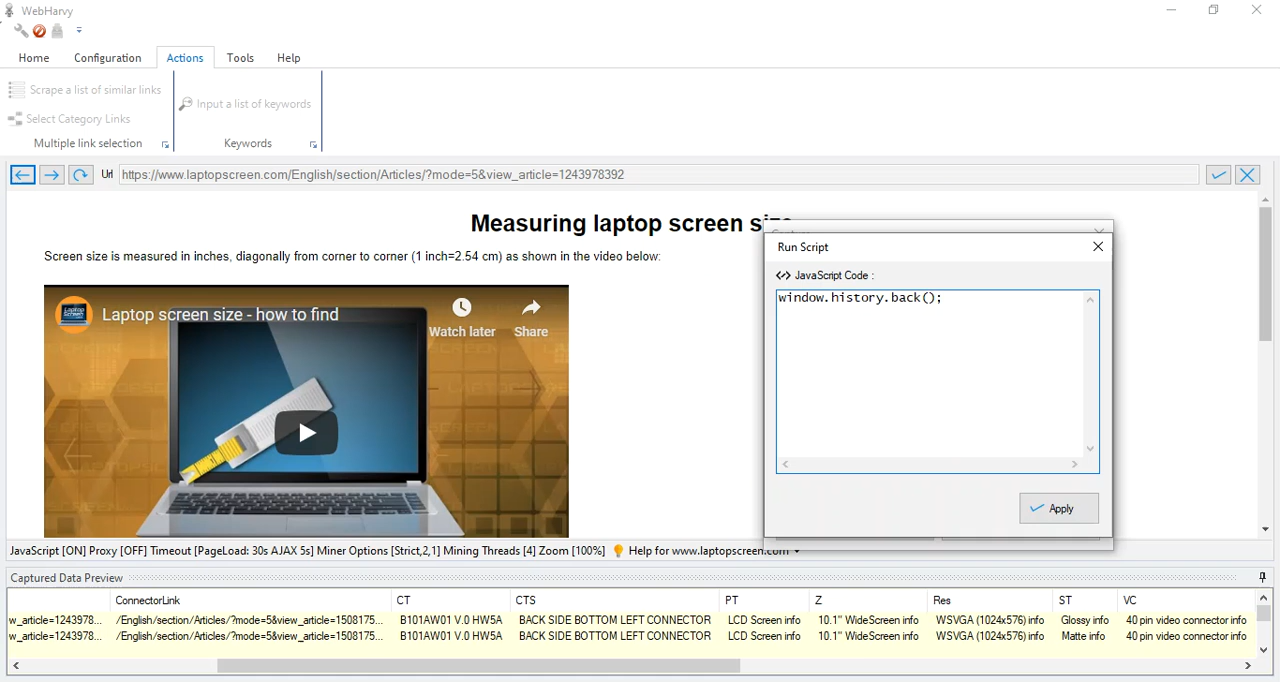 WebHarvy
Home Configuration Actions Tools Help
Scrape a list of similar links
Select Category Links
Multiple link selection
Input a list of keywords
Keywords
Url https://www.laptopscreen.com/English/section/Articles/?mode=5&view_article=1243978392
Measuring laptop screen
Screen size is measured in inches, diagonally from corner to corner (1 inch=2.54 cm) as shown in the video below:
Laptop screen size - how to find
Watch later
Share
Run Script
JavaScript Code :
window.history.back();
Apply
JavaScript [ON] Proxy [OFF] Timeout [PageLoad: 30s AJAX 5s] Miner Options [Strict,2,1] Mining Threads [4] Zoom [100%] Help for www.laptopscreen.com
Captured Data Preview
ConnectorLink CT CTS PT Z Res ST VC
w_article=1243978... /English/section/Articles/?mode=5&view_article=1508175... B101AW01 V.0 HW5A BACK SIDE BOTTOM LEFT CONNECTOR LCD Screen info 10.1" WideScreen info WSVGA (1024x576) info Glossy info 40 pin video connector info
w_article=1243978... /English/section/Articles/?mode=5&view_article=1508175... B101AW01 V.0 HW5A BACK SIDE BOTTOM LEFT CONNECTOR LCD Screen info 10.1" WideScreen info WSVGA (1024x576) info Matte info 40 pin video connector info